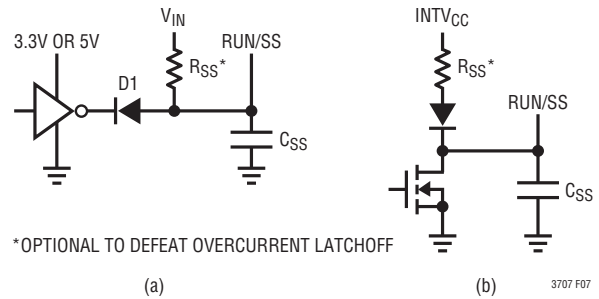 V_IN
INTV_CC
3.3V OR 5V
RUN/SS
R_SS*
R_SS*
D1
RUN/SS
C_SS
C_SS
*OPTIONAL TO DEFEAT OVERCURRENT LATCHOFF
(a)
(b)
3707 F07